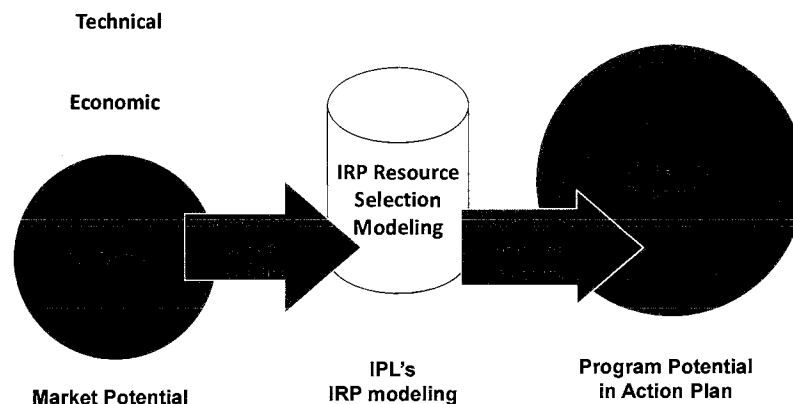 Technical
Economic
IRP Resource
Selection
Modeling
Market Potential
IPL's
IRP modeling
Program Potential
in Action Plan